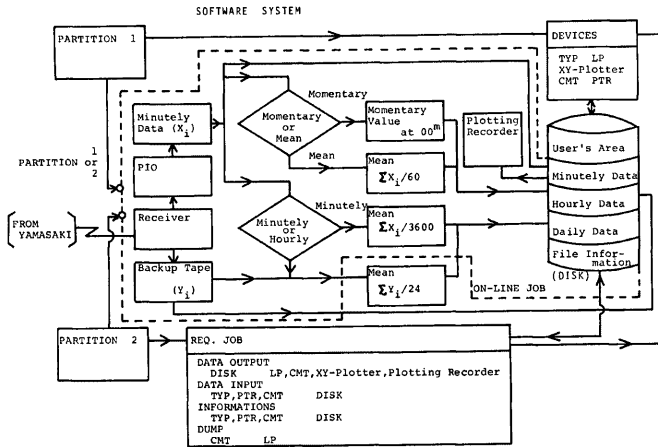 SOFTWARE SYSTEM
PARTITION 1
DEVICES
TYP LP
XY-Plotter
CMT PTR
Minutely
Data (Xi)
Momentary
Momentary
or
Mean
Momentary
Value
at 00m
Plotting
Recorder
User's Area
PARTITION
1
or
2
PIO
Mean
Mean
ΣXi/60
Minutely Data
(FROM
YAMASAKI
Receiver
Minutely
Minutely
or
Hourly
Mean
ΣXi/3600
Hourly Data
Daily Data
Backup Tape
(Yi)
Mean
ΣYi/24
File Infor-
mation
(DISK)
ON-LINE JOB
PARTITION 2
REQ. JOB
DATA OUTPUT
DISK LP,CMT,XY-Plotter,Plotting Recorder
DATA INPUT
TYP,PTR,CMT DISK
INFORMATIONS
TYP,PTR,CMT DISK
DUMP
CMT LP